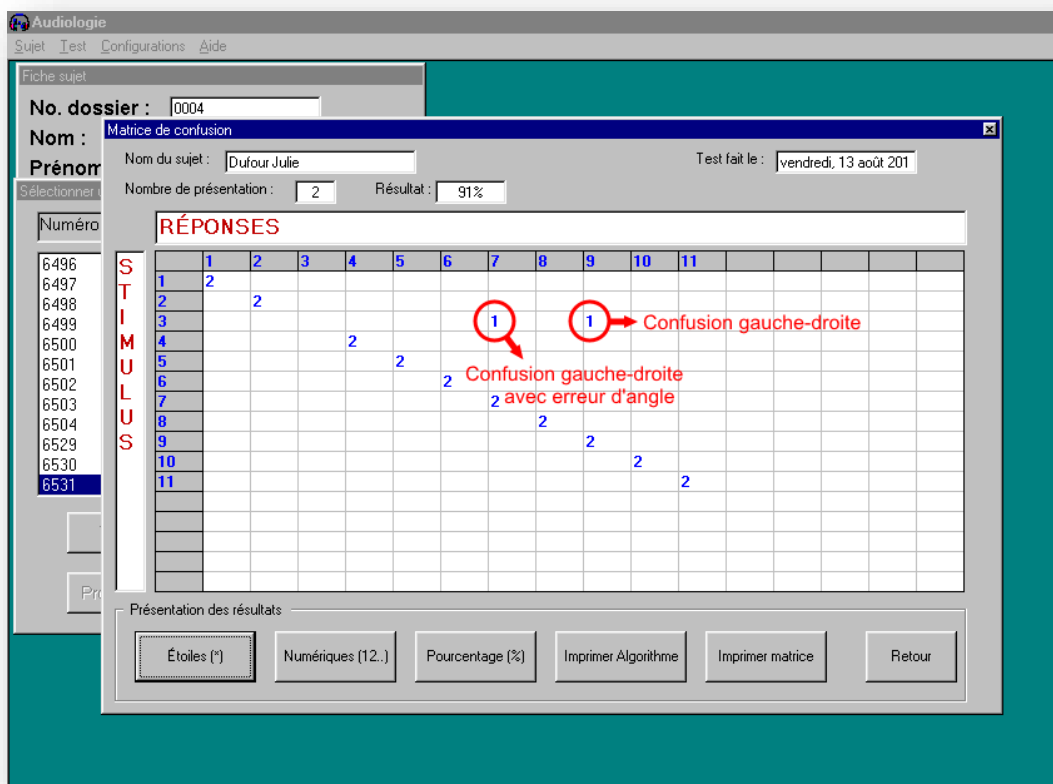 Audiologie
Sujet Test Configurations Aide
Fiche sujet
No. dossier : 0004
Nom :
Prénom
Sélectionner
Numéro
6496
6497
6498
6499
6500
6501
6502
6503
6504
6529
6530
6531
Matrice de confusion
Nom du sujet : Dufour Julie Test fait le : vendredi, 13 août 201
Nombre de présentation : 2 Résultat : 91%
RÉPONSES
STIMULUS
1 2 3 4 5 6 7 8 9 10 11
1 2
2 2
3 1 1 Confusion gauche-droite
4 2
5 2
Confusion gauche-droite
6 2
avec erreur d'angle
7 2
8 2
9 2
10 2
11 2
Présentation des résultats
Étoiles (*) Numériques (12..) Pourcentage (%) Imprimer Algorithme Imprimer matrice Retour